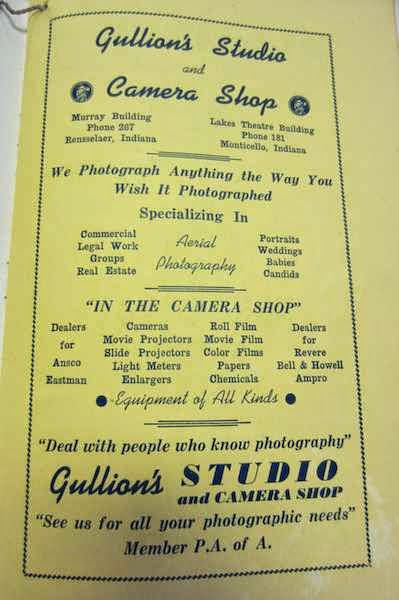 Gullion's Studio
and
Camera Shop
Murray Building
Phone 267
Rensselaer, Indiana
Lakes Theatre Building
Phone 181
Monticello, Indiana
We Photograph Anything the Way You
Wish It Photographed
Specializing In
Commercial
Legal Work
Groups
Real Estate
Aerial
Photography
Portraits
Weddings
Babies
Candids
"IN THE CAMERA SHOP"
Dealers
for
Ansco
Eastman
Cameras
Movie Projectors
Slide Projectors
Light Meters
Enlargers
Roll Film
Movie Film
Color Films
Papers
Chemicals
Dealers
for
Revere
Bell & Howell
Ampro
Equipment of All Kinds
"Deal with people who know photography"
Gullion's STUDIO
and CAMERA SHOP
"See us for all your photographic needs"
Member P.A. of A.